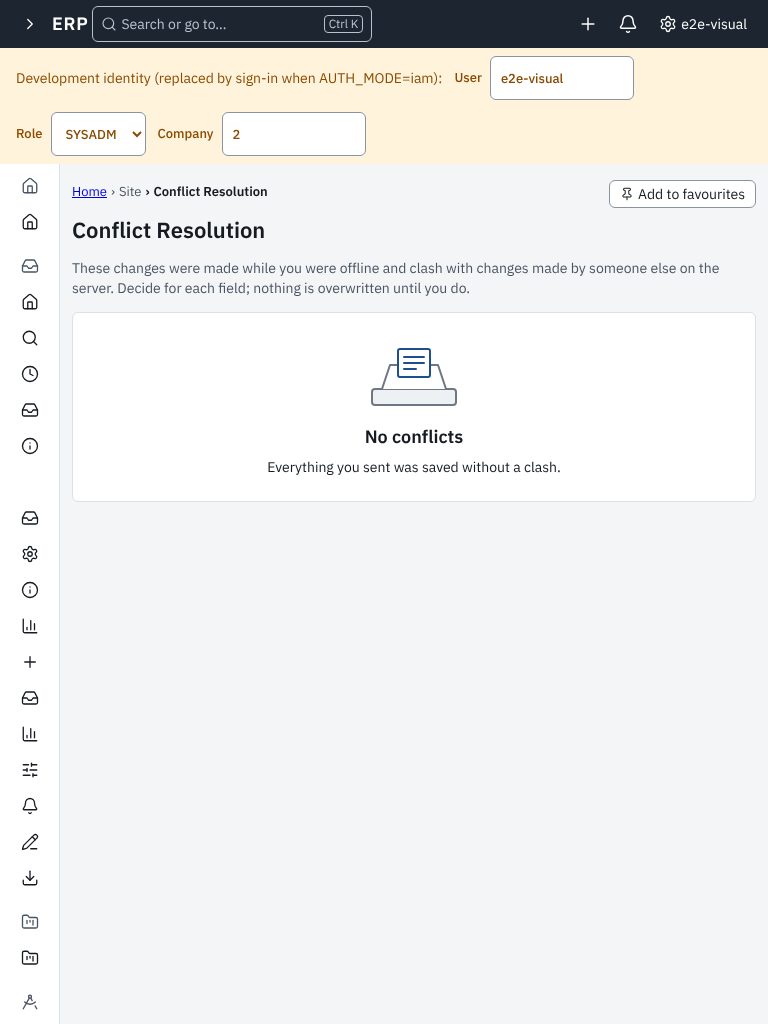 ERP
Search or go to...
Ctrl K
e2e-visual
Development identity (replaced by sign-in when AUTH_MODE=iam):
User
e2e-visual
Role
SYSADM
Company
2
Home › Site › Conflict Resolution
Add to favourites
Conflict Resolution
These changes were made while you were offline and clash with changes made by someone else on the
server. Decide for each field; nothing is overwritten until you do.
No conflicts
Everything you sent was saved without a clash.